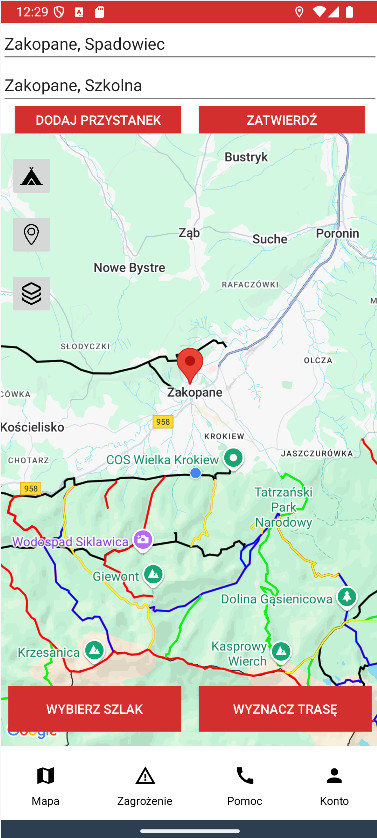 12:29
Zakopane, Spadowiec
Zakopane, Szkolna
DODAJ PRZYSTANEK
ZATWIERDŹ
Bustryk
Ząb
Suche
Poronin
Nowe Bystre
RAFACZÓWKI
SŁODYCZKI
OLCZA
CÓWKA
Zakopane
958
Kościelisko
KROKIEW
JASZCZURÓWKA
CHOTARZ
COS Wielka Krokiew
958
Tatrzański
Park
Narodowy
Wodospad Siklawica
Giewont
Dolina Gąsienicowa
Krzesanica
Kasprowy
Wierch
WYBIERZ SZLAK
WYZNACZ TRASĘ
Google
Mapa
Zagrożenie
Pomoc
Konto